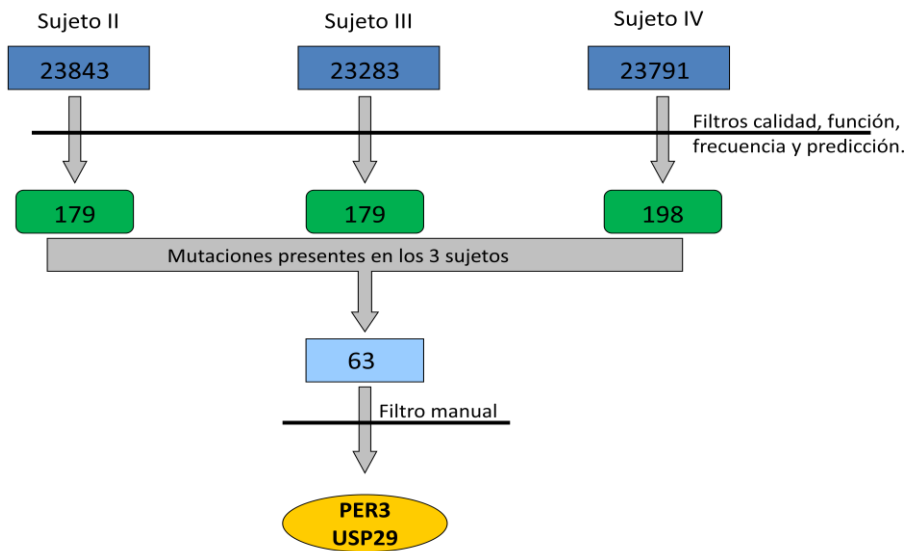 Sujeto II
Sujeto III
Sujeto IV
23843
23283
23791
Filtros calidad, función,
frecuencia y predicción.
179
179
198
Mutaciones presentes en los 3 sujetos
63
Filtro manual
PER3
USP29